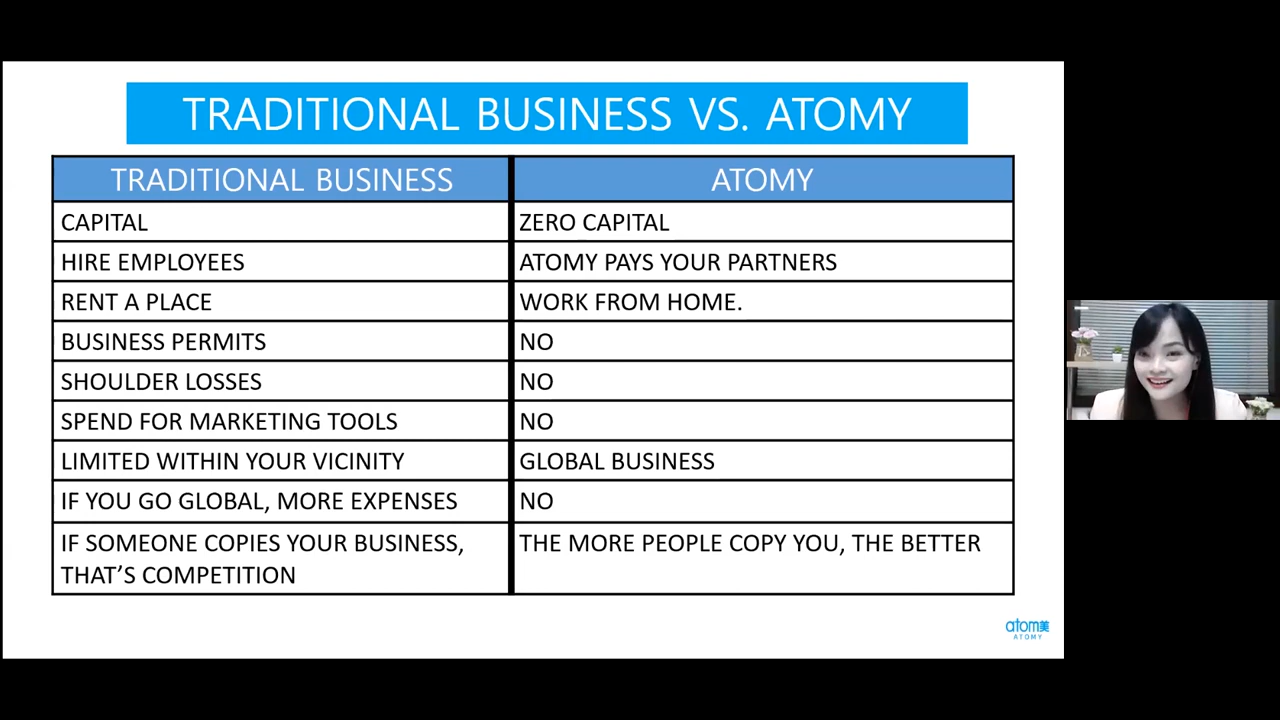 TRADITIONAL BUSINESS VS. ATOMY
TRADITIONAL BUSINESS
ATOMY
CAPITAL
ZERO CAPITAL
HIRE EMPLOYEES
ATOMY PAYS YOUR PARTNERS
RENT A PLACE
WORK FROM HOME.
BUSINESS PERMITS
NO
SHOULDER LOSSES
NO
SPEND FOR MARKETING TOOLS
NO
LIMITED WITHIN YOUR VICINITY
GLOBAL BUSINESS
IF YOU GO GLOBAL, MORE EXPENSES
NO
IF SOMEONE COPIES YOUR BUSINESS,
THAT'S COMPETITION
THE MORE PEOPLE COPY YOU, THE BETTER
atom美
ATOMY